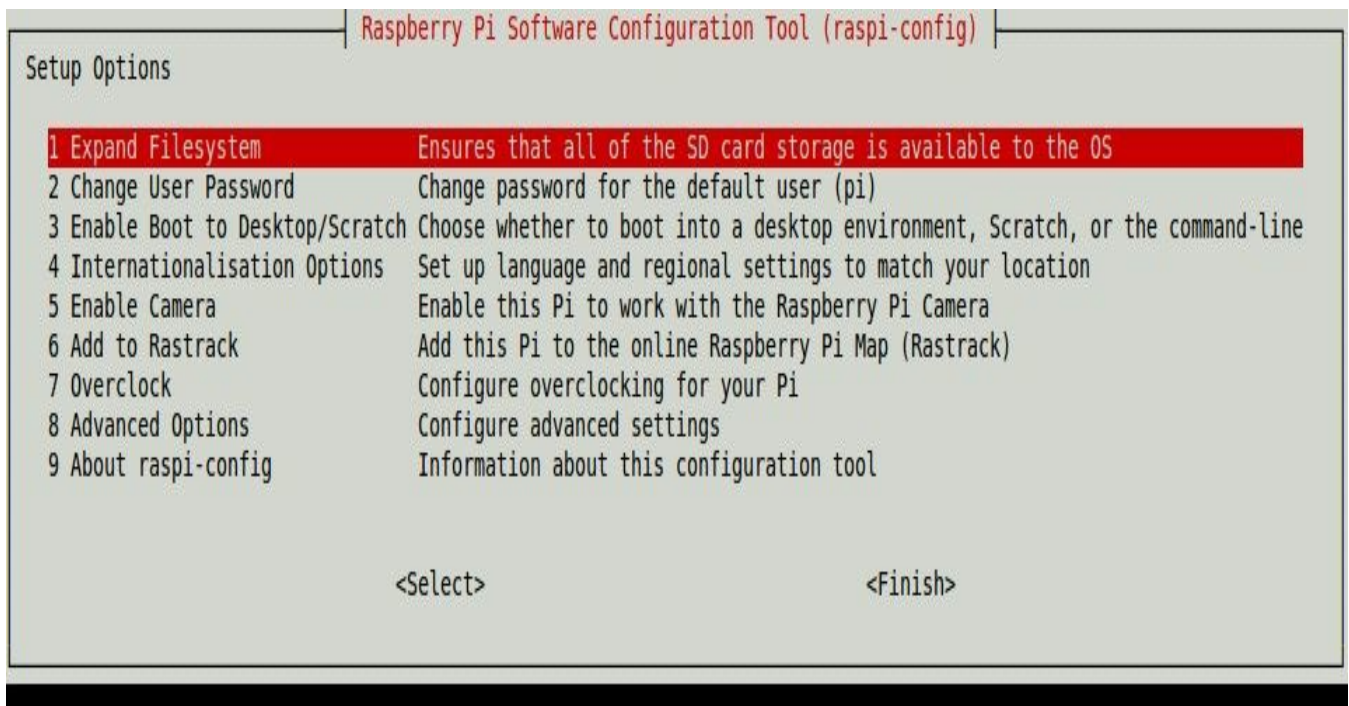 Raspberry Pi Software Configuration Tool (raspi-config)
Setup Options
1 Expand Filesystem Ensures that all of the SD card storage is available to the OS
2 Change User Password Change password for the default user (pi)
3 Enable Boot to Desktop/Scratch Choose whether to boot into a desktop environment, Scratch, or the command-line
4 Internationalisation Options Set up language and regional settings to match your location
5 Enable Camera Enable this Pi to work with the Raspberry Pi Camera
6 Add to Rastrack Add this Pi to the online Raspberry Pi Map (Rastrack)
7 Overclock Configure overclocking for your Pi
8 Advanced Options Configure advanced settings
9 About raspi-config Information about this configuration tool
<Select> <Finish>